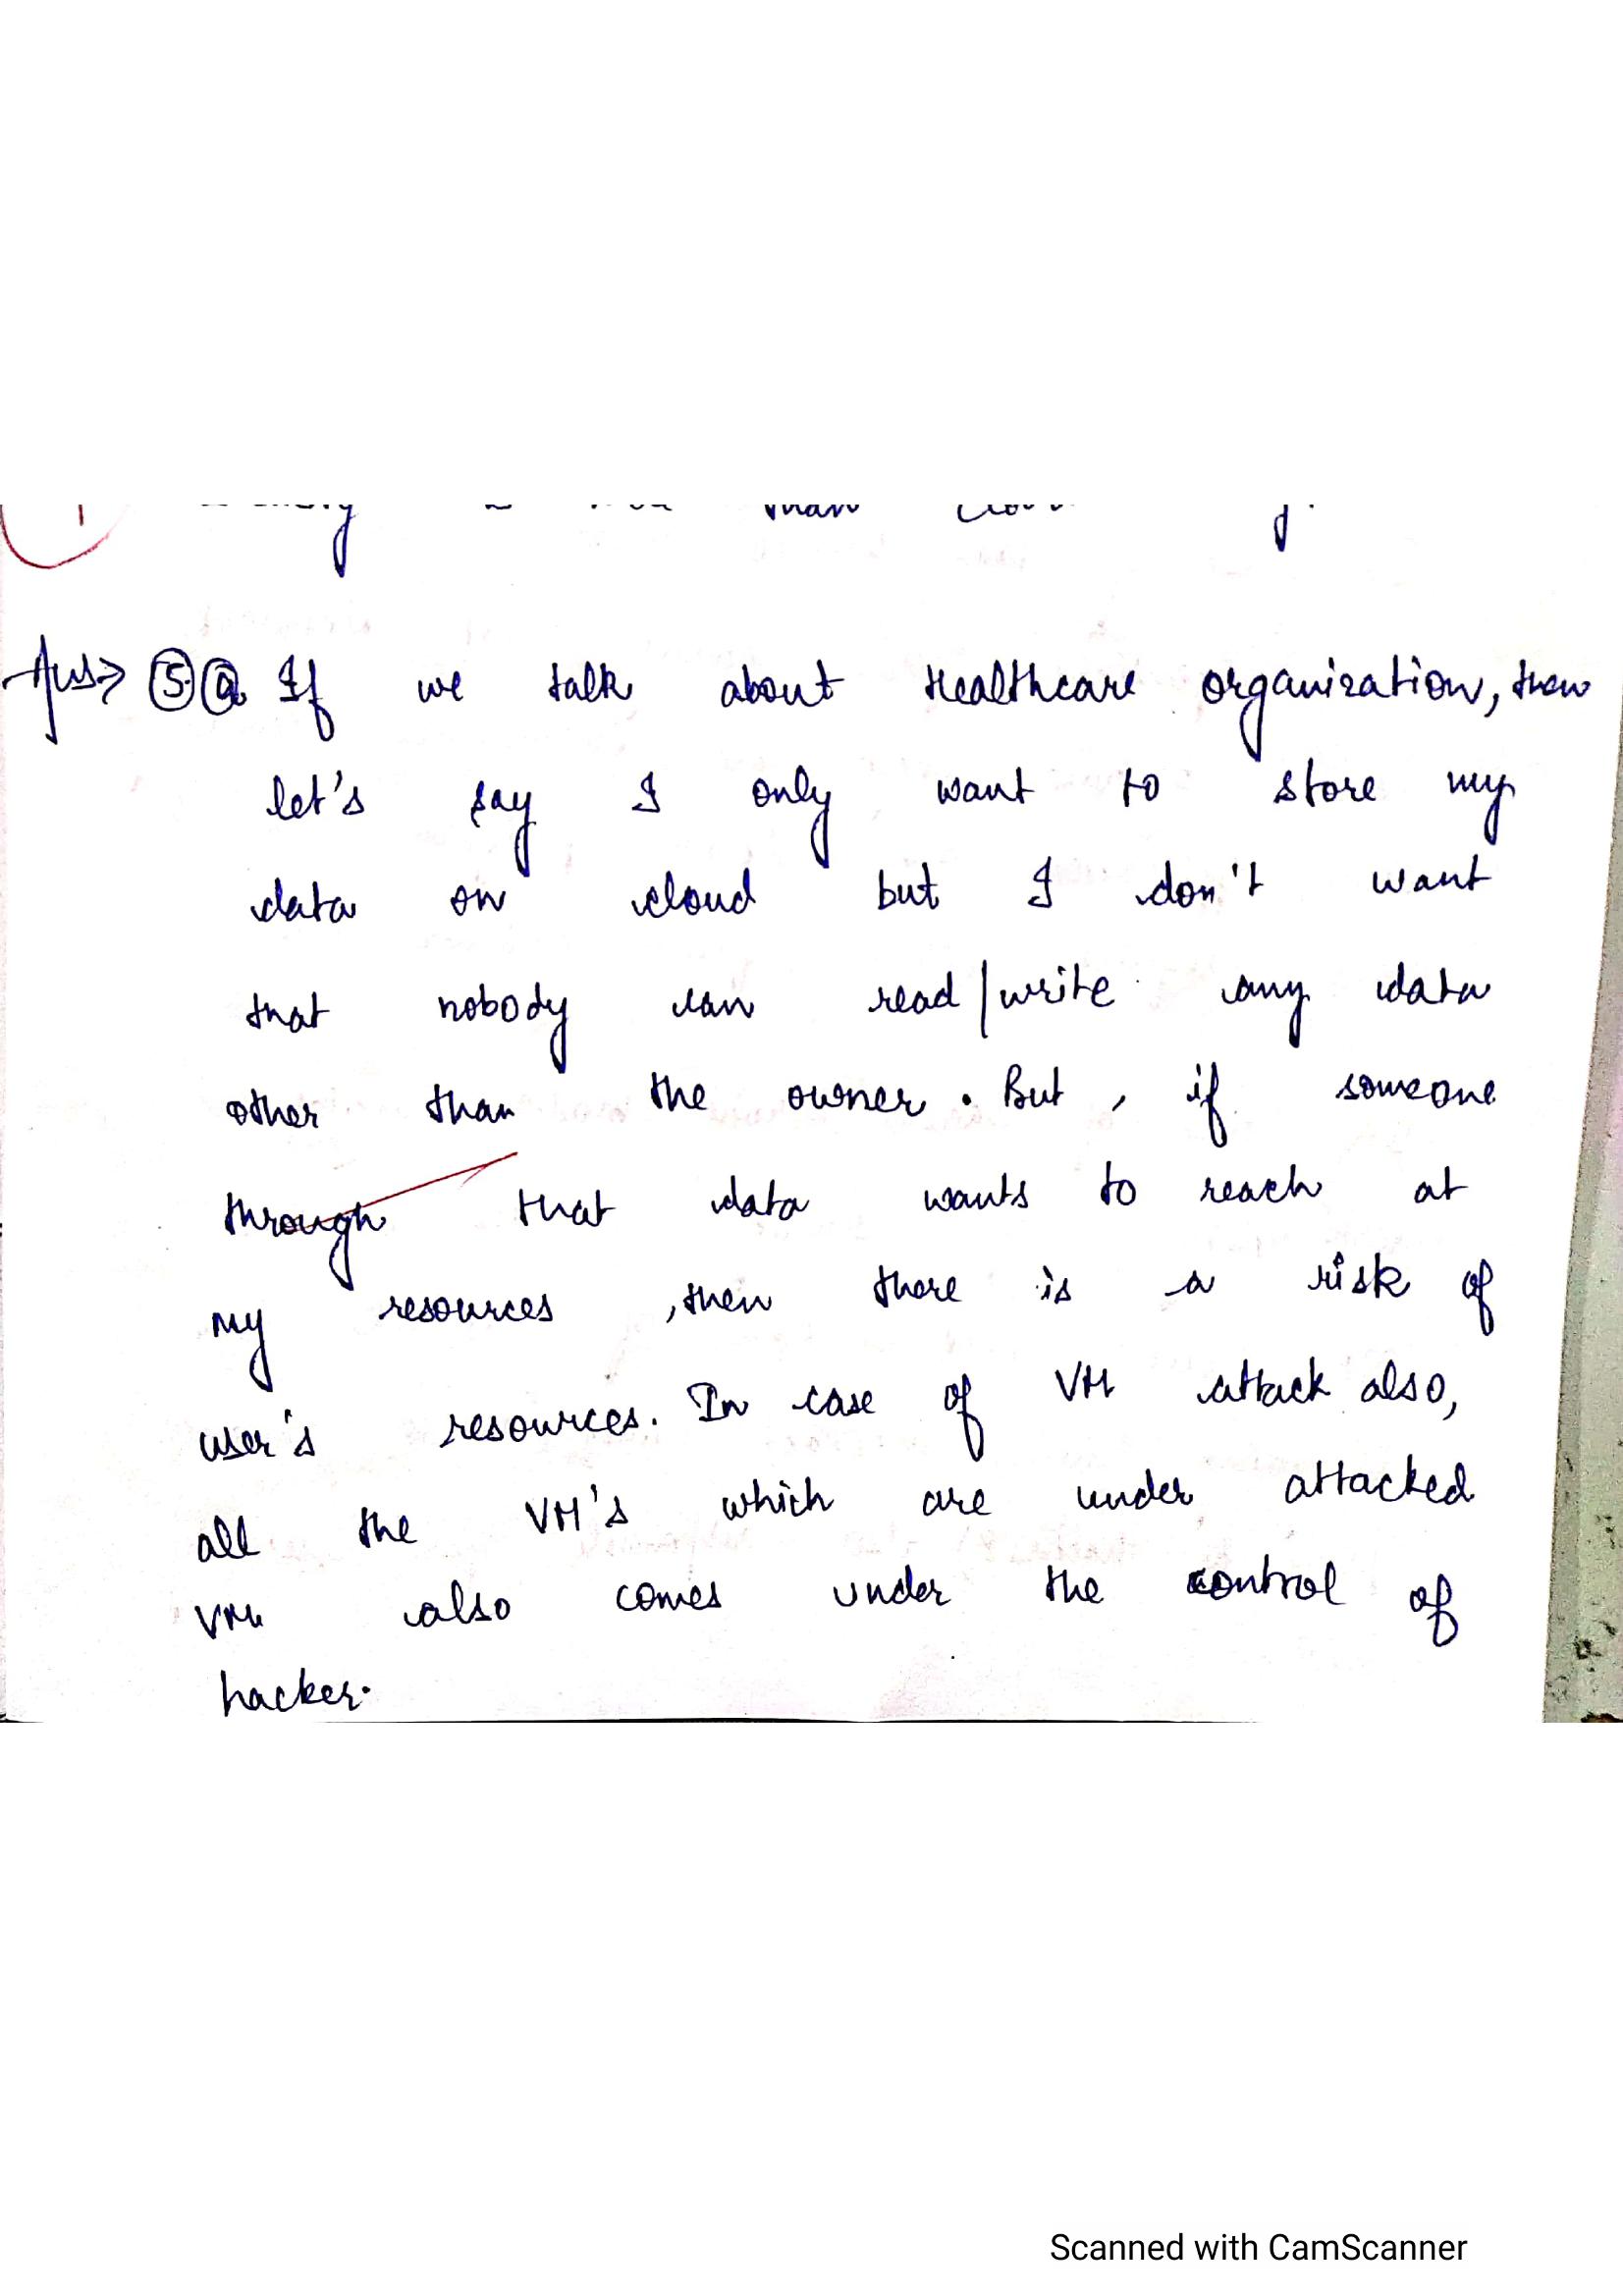 than
Ans→ 5 a If we talk about Healthcare organization, then
let's say I only want to store my
data on cloud but I don't want
that nobody can read/write any data
other than the owner. But, if someone
through that data wants to reach at
my resources, then there is a risk of
user's resources. In case of VM attack also,
all the VM's which are under attacked
VM also comes under the control of
hacker.
Scanned with CamScanner